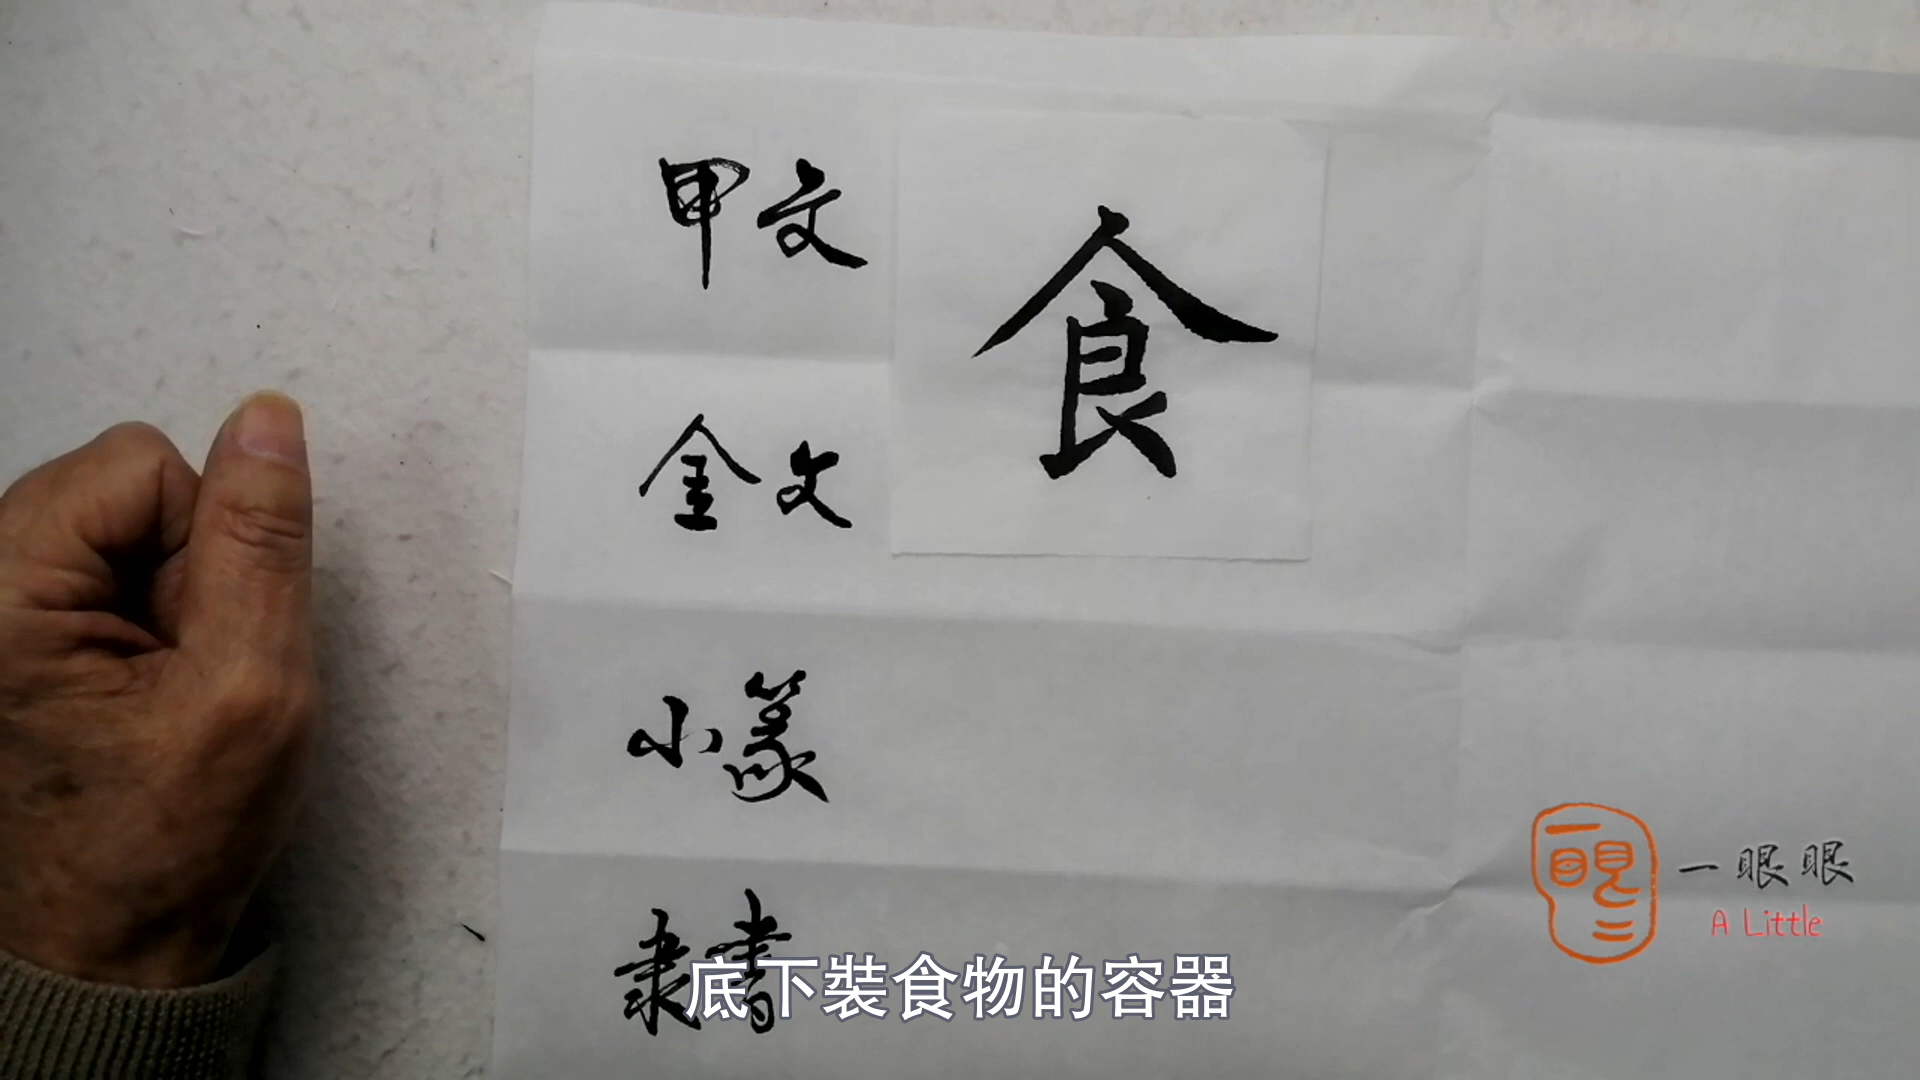 甲文
食
金文
小篆
隸書
一眼眼
A Little
底下裝食物的容器